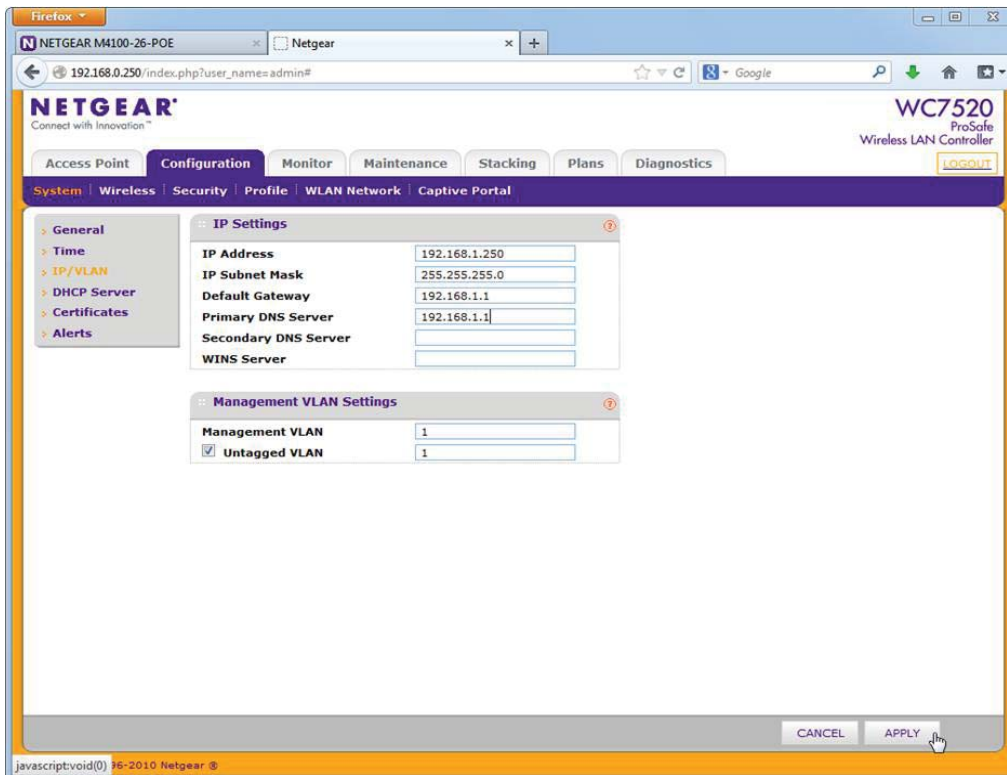 Firefox
NETGEAR M4100-26-POE
Netgear
192.168.0.250/index.php?user_name=admin#
Google
NETGEAR®
Connect with Innovation™
WC7520
ProSafe
Wireless LAN Controller
Access Point Configuration Monitor Maintenance Stacking Plans Diagnostics
LOGOUT
System Wireless Security Profile WLAN Network Captive Portal
General
Time
IP/VLAN
DHCP Server
Certificates
Alerts
IP Settings
IP Address 192.168.1.250
IP Subnet Mask 255.255.255.0
Default Gateway 192.168.1.1
Primary DNS Server 192.168.1.1
Secondary DNS Server
WINS Server
Management VLAN Settings
Management VLAN 1
Untagged VLAN 1
CANCEL APPLY
javascript:void(0) 96-2010 Netgear ®